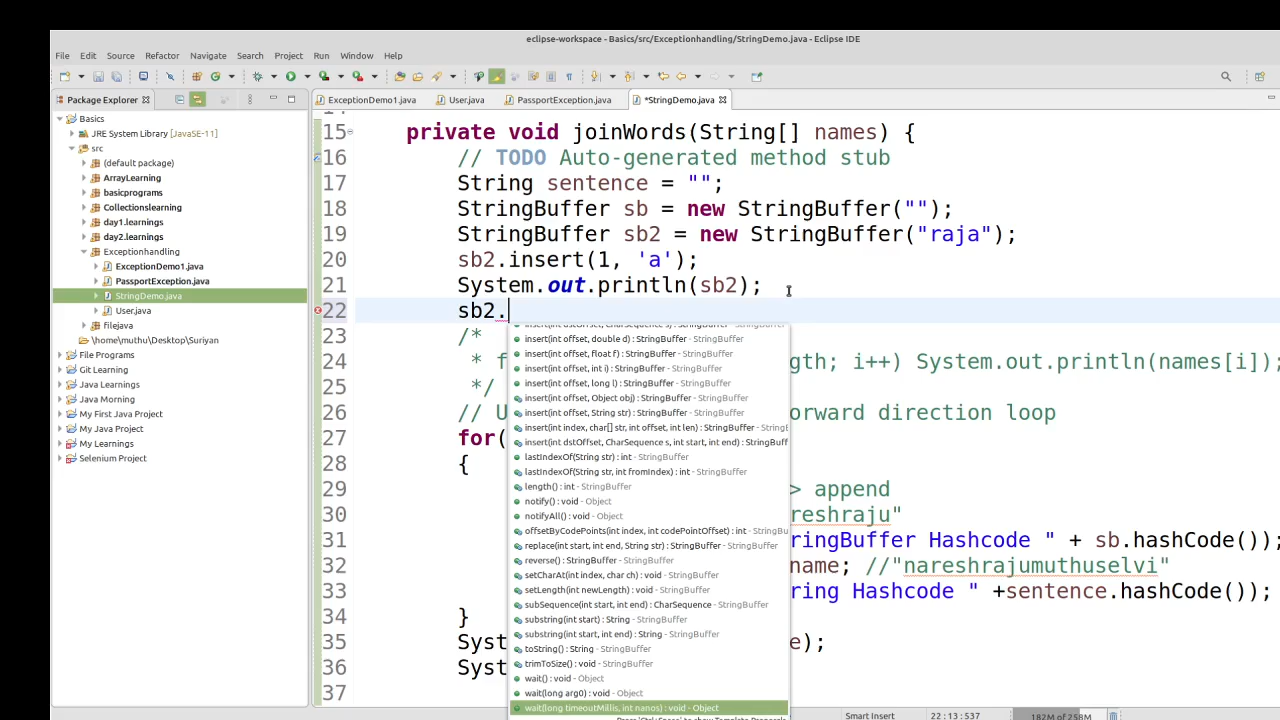 eclipse-workspace - Basics/src/Exceptionhandling/StringDemo.java - Eclipse IDE
File Edit Source Refactor Navigate Search Project Run Window Help
Package Explorer
ExceptionDemo1.java User.java PassportException.java *StringDemo.java
Basics
JRE System Library [JavaSE-11]
src
(default package)
ArrayLearning
basicprograms
Collectionslearning
day1.learnings
day2.learnings
Exceptionhandling
ExceptionDemo1.java
PassportException.java
StringDemo.java
User.java
filejava
\home\muthu\Desktop\Suriyan
File Programs
Git Learning
Java Learnings
Java Morning
My First Java Project
My Java Project
My Learnings
Selenium Project
15 private void joinWords(String[] names) {
16 // TODO Auto-generated method stub
17 String sentence = "";
18 StringBuffer sb = new StringBuffer("");
19 StringBuffer sb2 = new StringBuffer("raja");
20 sb2.insert(1, 'a');
21 System.out.println(sb2);
22 sb2.
23 /*
24 * f gth; i++) System.out.println(names[i]);
25 */
26 // U orward direction loop
27 for(
28 {
29 > append
30 reshraju"
31 ringBuffer Hashcode " + sb.hashCode());
32 name; //"nareshrajumuthuselvi"
33 ring Hashcode " +sentence.hashCode());
34 }
35 Syst e);
36 Syst
37
insert(int dstOffset, CharSequence s) : StringBuffer - StringBuffer
insert(int offset, double d) : StringBuffer - StringBuffer
insert(int offset, float f) : StringBuffer - StringBuffer
insert(int offset, int i) : StringBuffer - StringBuffer
insert(int offset, long l) : StringBuffer - StringBuffer
insert(int offset, Object obj) : StringBuffer - StringBuffer
insert(int offset, String str) : StringBuffer - StringBuffer
insert(int index, char[] str, int offset, int len) : StringBuffer - StringB
insert(int dstOffset, CharSequence s, int start, int end) : StringBuff
lastIndexOf(String str) : int - StringBuffer
lastIndexOf(String str, int fromIndex) : int - StringBuffer
length() : int - StringBuffer
notify() : void - Object
notifyAll() : void - Object
offsetByCodePoints(int index, int codePointOffset) : int - StringBu
replace(int start, int end, String str) : StringBuffer - StringBuffer
reverse() : StringBuffer - StringBuffer
setCharAt(int index, char ch) : void - StringBuffer
setLength(int newLength) : void - StringBuffer
subSequence(int start, int end) : CharSequence - StringBuffer
substring(int start) : String - StringBuffer
substring(int start, int end) : String - StringBuffer
toString() : String - StringBuffer
trimToSize() : void - StringBuffer
wait() : void - Object
wait(long arg0) : void - Object
wait(long timeoutMillis, int nanos) : void - Object
Smart Insert 22 : 13 : 537 182M of 258M